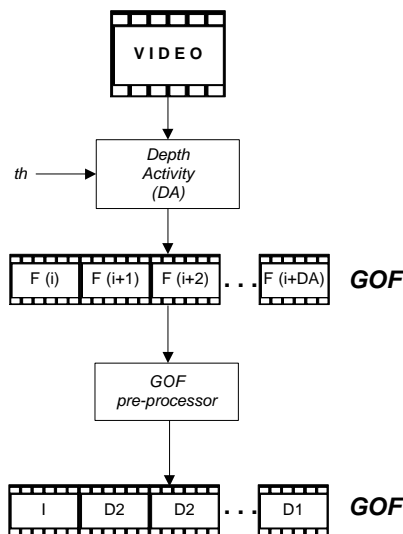 VIDEO
Depth
Activity
(DA)
th
F (i) F (i+1) F (i+2) . . . F (i+DA) GOF
GOF
pre-processor
I D2 D2 . . . D1 GOF